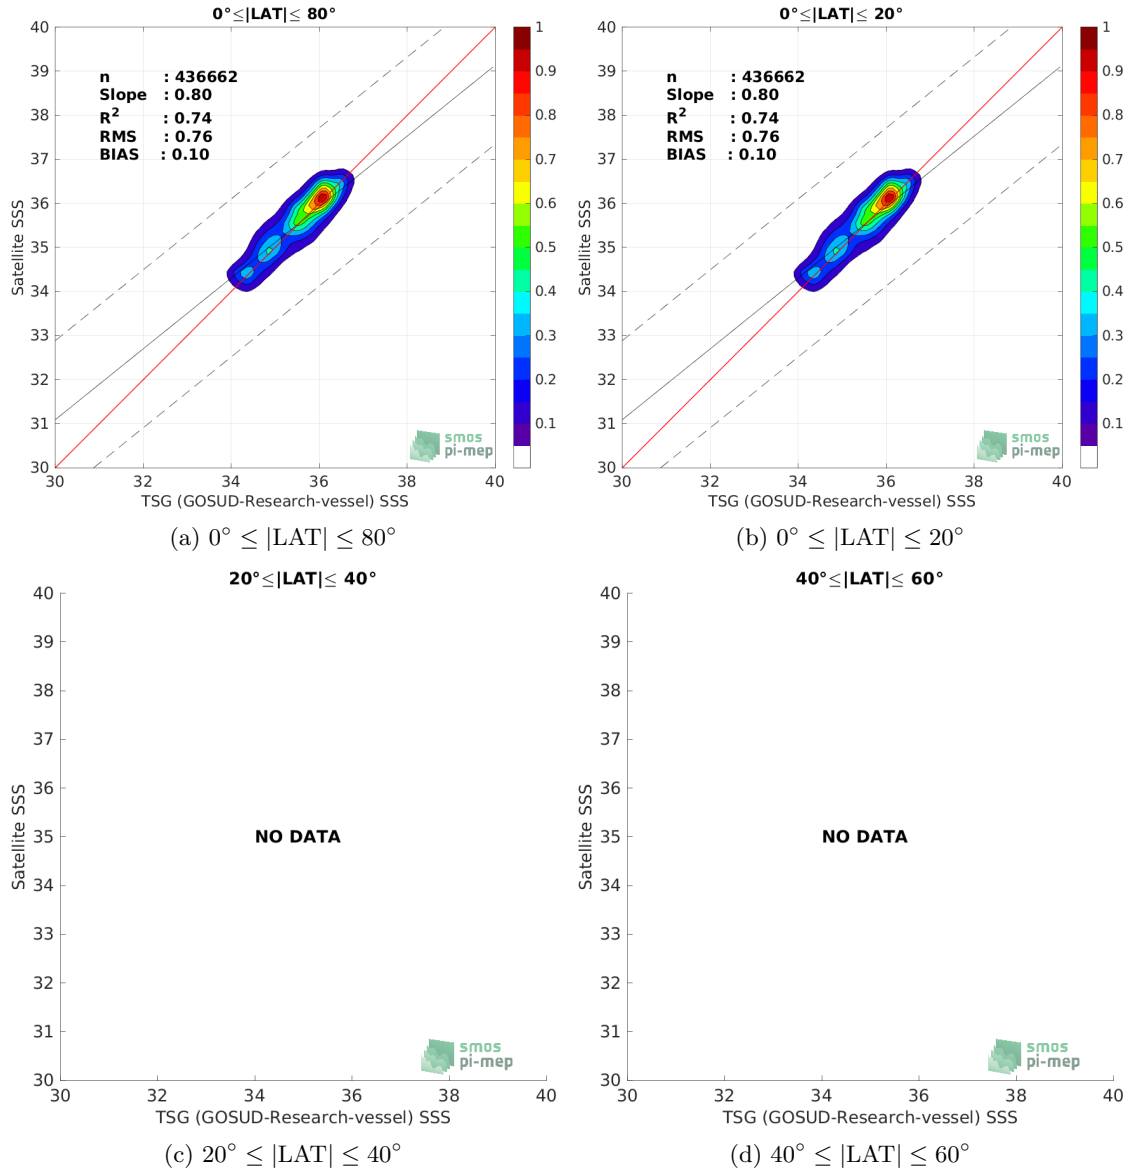 0°≤|LAT|≤ 80°
40
39
38
37
36
35
34
33
32
31
30
Satellite SSS
n : 436662
Slope : 0.80
R² : 0.74
RMS : 0.76
BIAS : 0.10
smos
pi-mep
30 32 34 36 38 40
TSG (GOSUD-Research-vessel) SSS
1
0.9
0.8
0.7
0.6
0.5
0.4
0.3
0.2
0.1
(a) 0° ≤ |LAT| ≤ 80°
0°≤|LAT|≤ 20°
40
39
38
37
36
35
34
33
32
31
30
Satellite SSS
n : 436662
Slope : 0.80
R² : 0.74
RMS : 0.76
BIAS : 0.10
smos
pi-mep
30 32 34 36 38 40
TSG (GOSUD-Research-vessel) SSS
1
0.9
0.8
0.7
0.6
0.5
0.4
0.3
0.2
0.1
(b) 0° ≤ |LAT| ≤ 20°
20°≤|LAT|≤ 40°
40
39
38
37
36
35
34
33
32
31
30
Satellite SSS
NO DATA
smos
pi-mep
30 32 34 36 38 40
TSG (GOSUD-Research-vessel) SSS
(c) 20° ≤ |LAT| ≤ 40°
40°≤|LAT|≤ 60°
40
39
38
37
36
35
34
33
32
31
30
Satellite SSS
NO DATA
smos
pi-mep
30 32 34 36 38 40
TSG (GOSUD-Research-vessel) SSS
(d) 40° ≤ |LAT| ≤ 60°